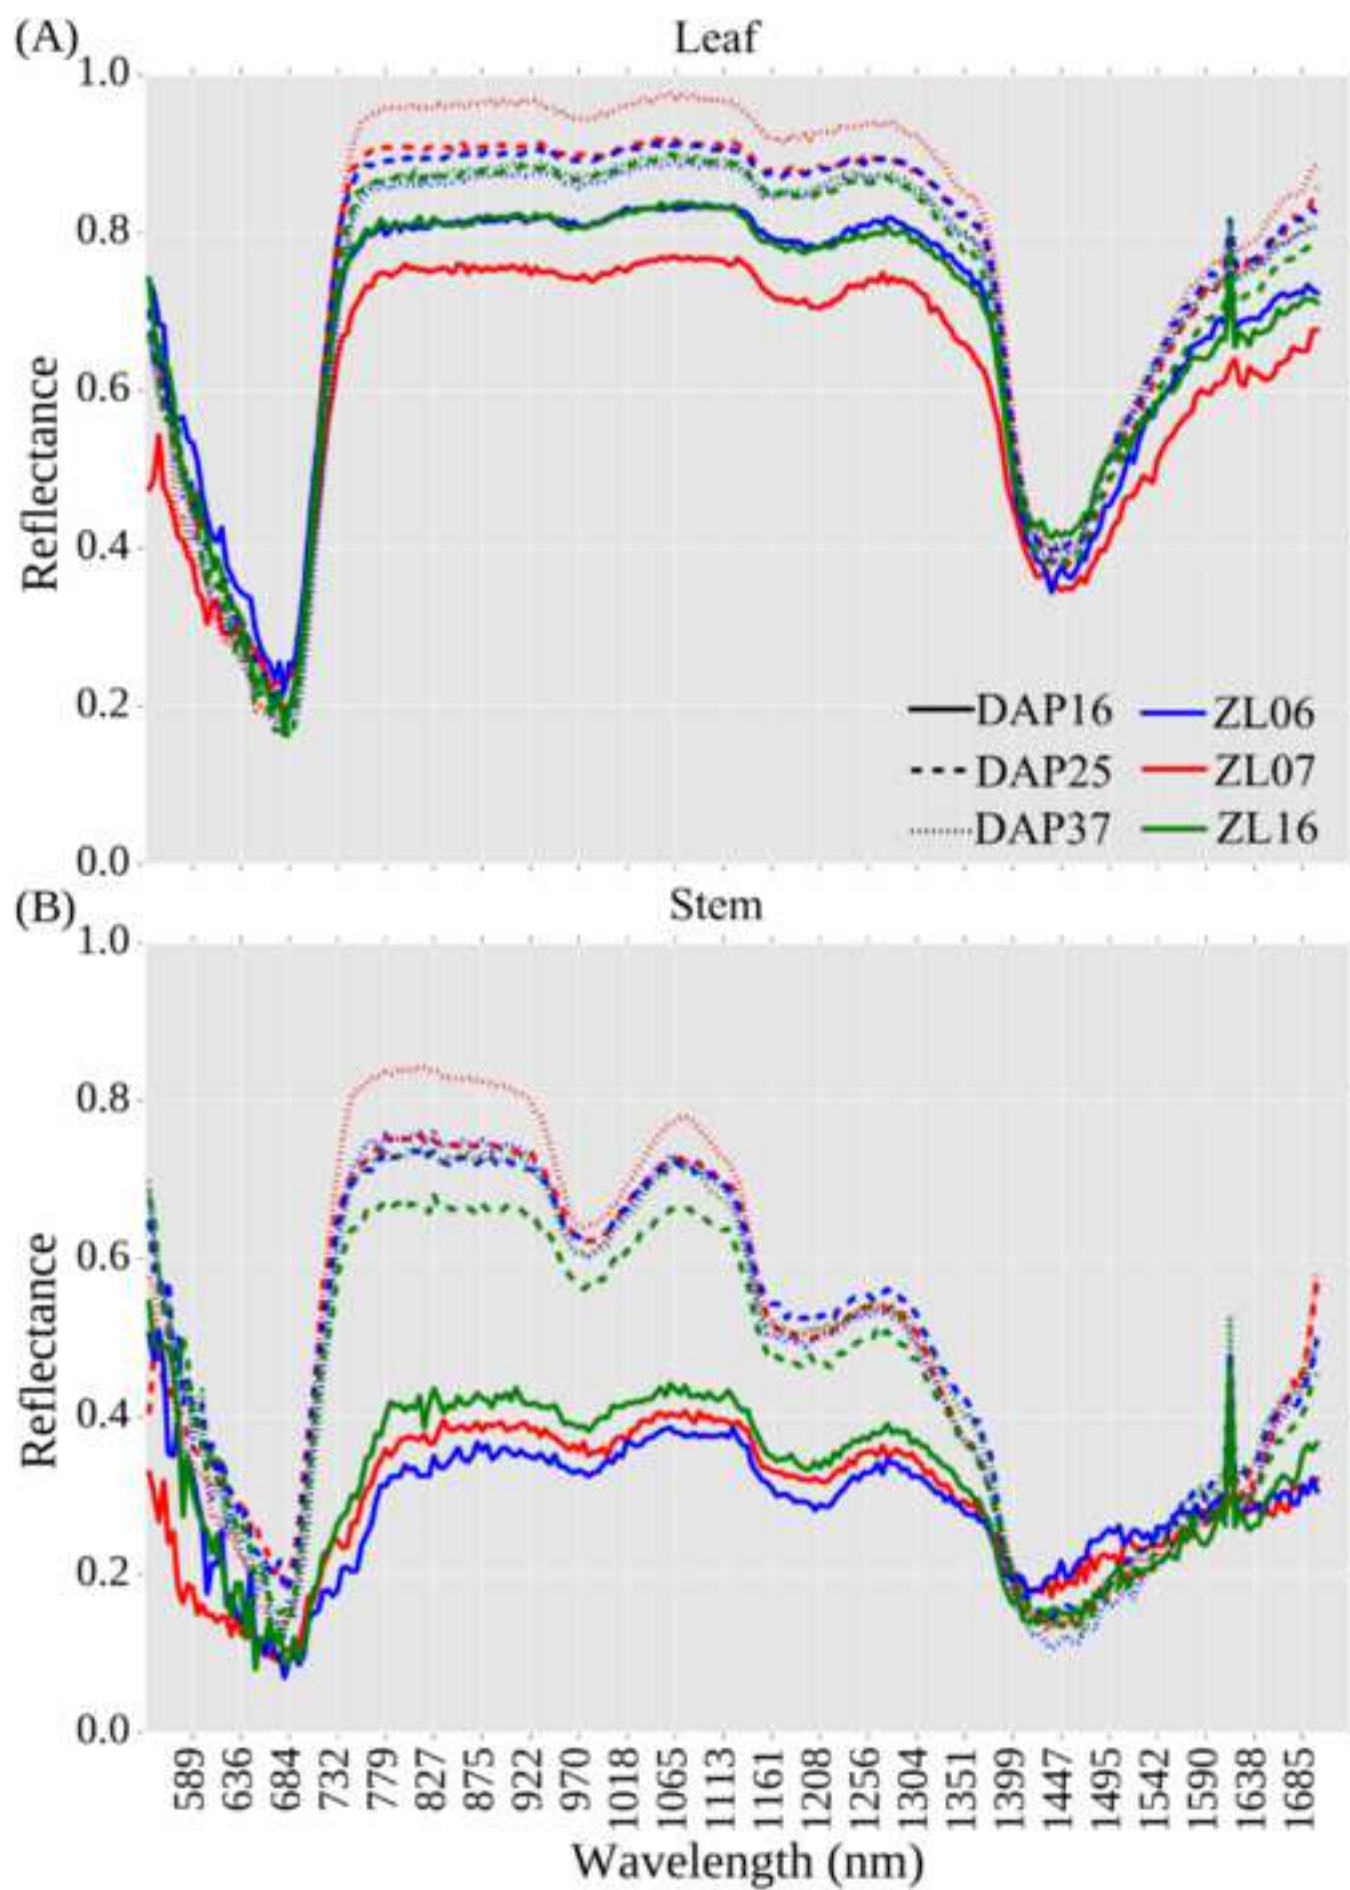 (A) Leaf
1.0
0.8
0.6
0.4
0.2
0.0
Reflectance
DAP16 ZL06
DAP25 ZL07
DAP37 ZL16
(B) Stem
1.0
0.8
0.6
0.4
0.2
0.0
Reflectance
589 636 684 732 779 827 875 922 970 1018 1065 1113 1161 1208 1256 1304 1351 1399 1447 1495 1542 1590 1638 1685
Wavelength (nm)